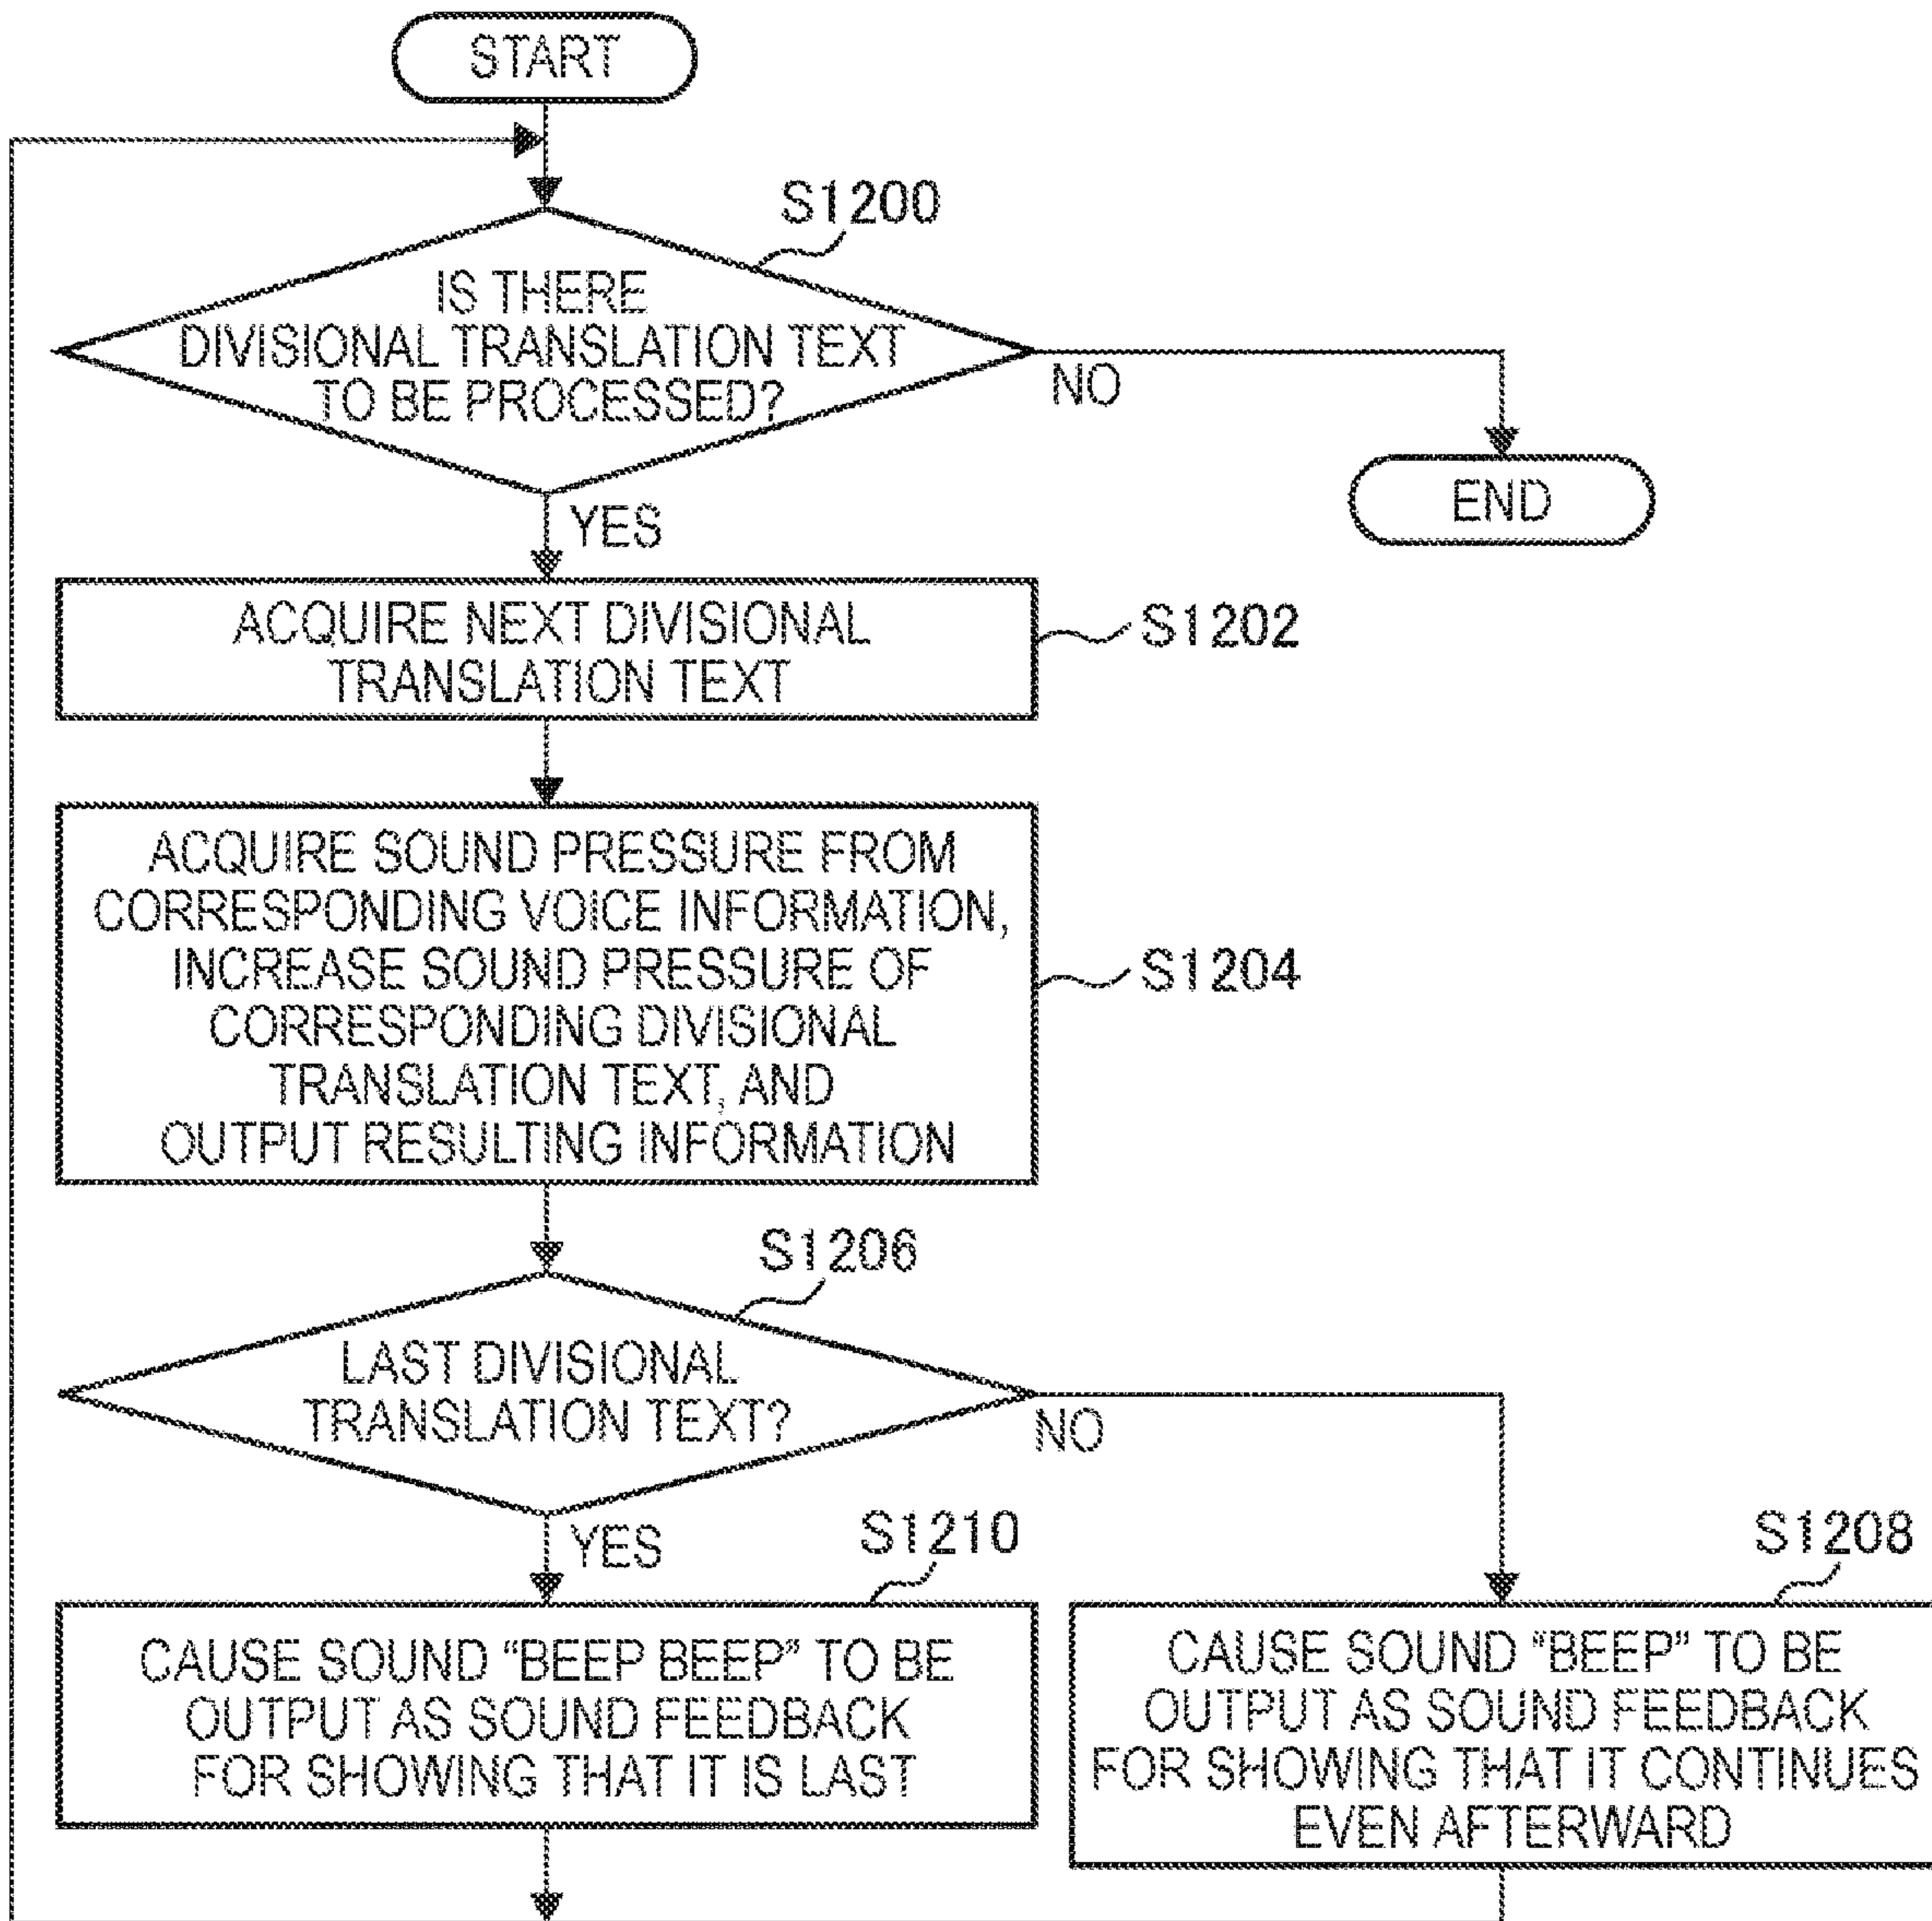 START
S1200
IS THERE
DIVISIONAL TRANSLATION TEXT
TO BE PROCESSED?
NO
END
YES
ACQUIRE NEXT DIVISIONAL
TRANSLATION TEXT
S1202
ACQUIRE SOUND PRESSURE FROM
CORRESPONDING VOICE INFORMATION,
INCREASE SOUND PRESSURE OF
CORRESPONDING DIVISIONAL
TRANSLATION TEXT, AND
OUTPUT RESULTING INFORMATION
S1204
S1206
LAST DIVISIONAL
TRANSLATION TEXT?
NO
YES
S1210
CAUSE SOUND "BEEP BEEP" TO BE
OUTPUT AS SOUND FEEDBACK
FOR SHOWING THAT IT IS LAST
S1208
CAUSE SOUND "BEEP" TO BE
OUTPUT AS SOUND FEEDBACK
FOR SHOWING THAT IT CONTINUES
EVEN AFTERWARD